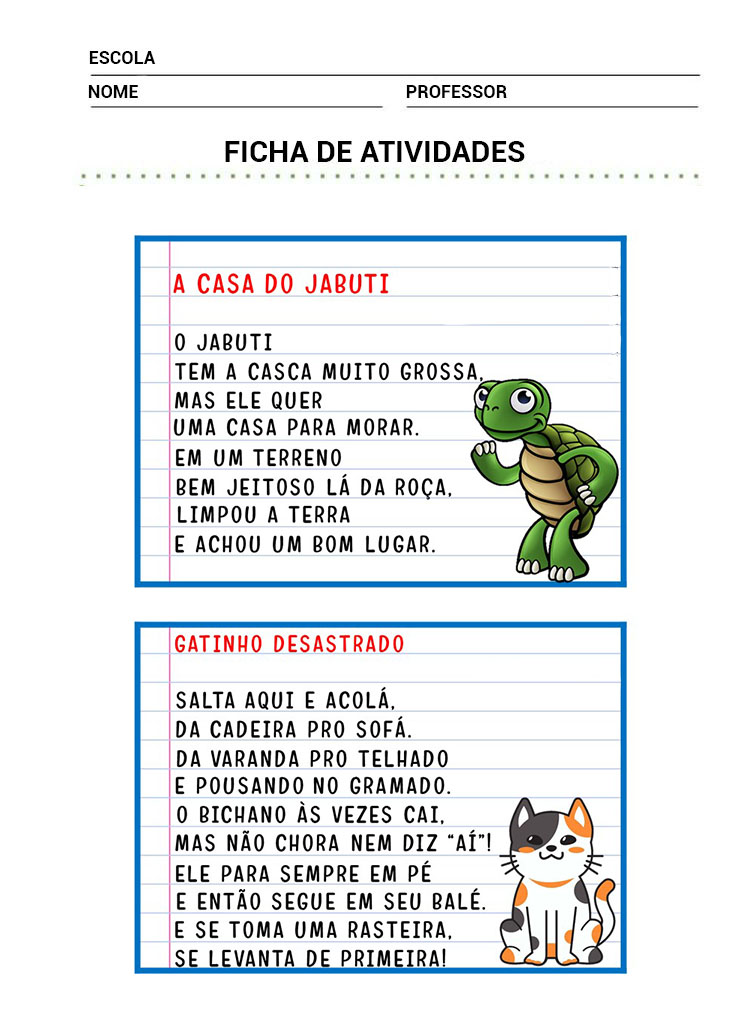 ESCOLA
NOME PROFESSOR
FICHA DE ATIVIDADES
A CASA DO JABUTI
O JABUTI
TEM A CASCA MUITO GROSSA,
MAS ELE QUER
UMA CASA PARA MORAR.
EM UM TERRENO
BEM JEITOSO LÁ DA ROÇA,
LIMPOU A TERRA
E ACHOU UM BOM LUGAR.
GATINHO DESASTRADO
SALTA AQUI E ACOLÁ,
DA CADEIRA PRO SOFÁ.
DA VARANDA PRO TELHADO
E POUSANDO NO GRAMADO.
O BICHANO ÀS VEZES CAI,
MAS NÃO CHORA NEM DIZ “AÍ”!
ELE PARA SEMPRE EM PÉ
E ENTÃO SEGUE EM SEU BALÉ.
E SE TOMA UMA RASTEIRA,
SE LEVANTA DE PRIMEIRA!